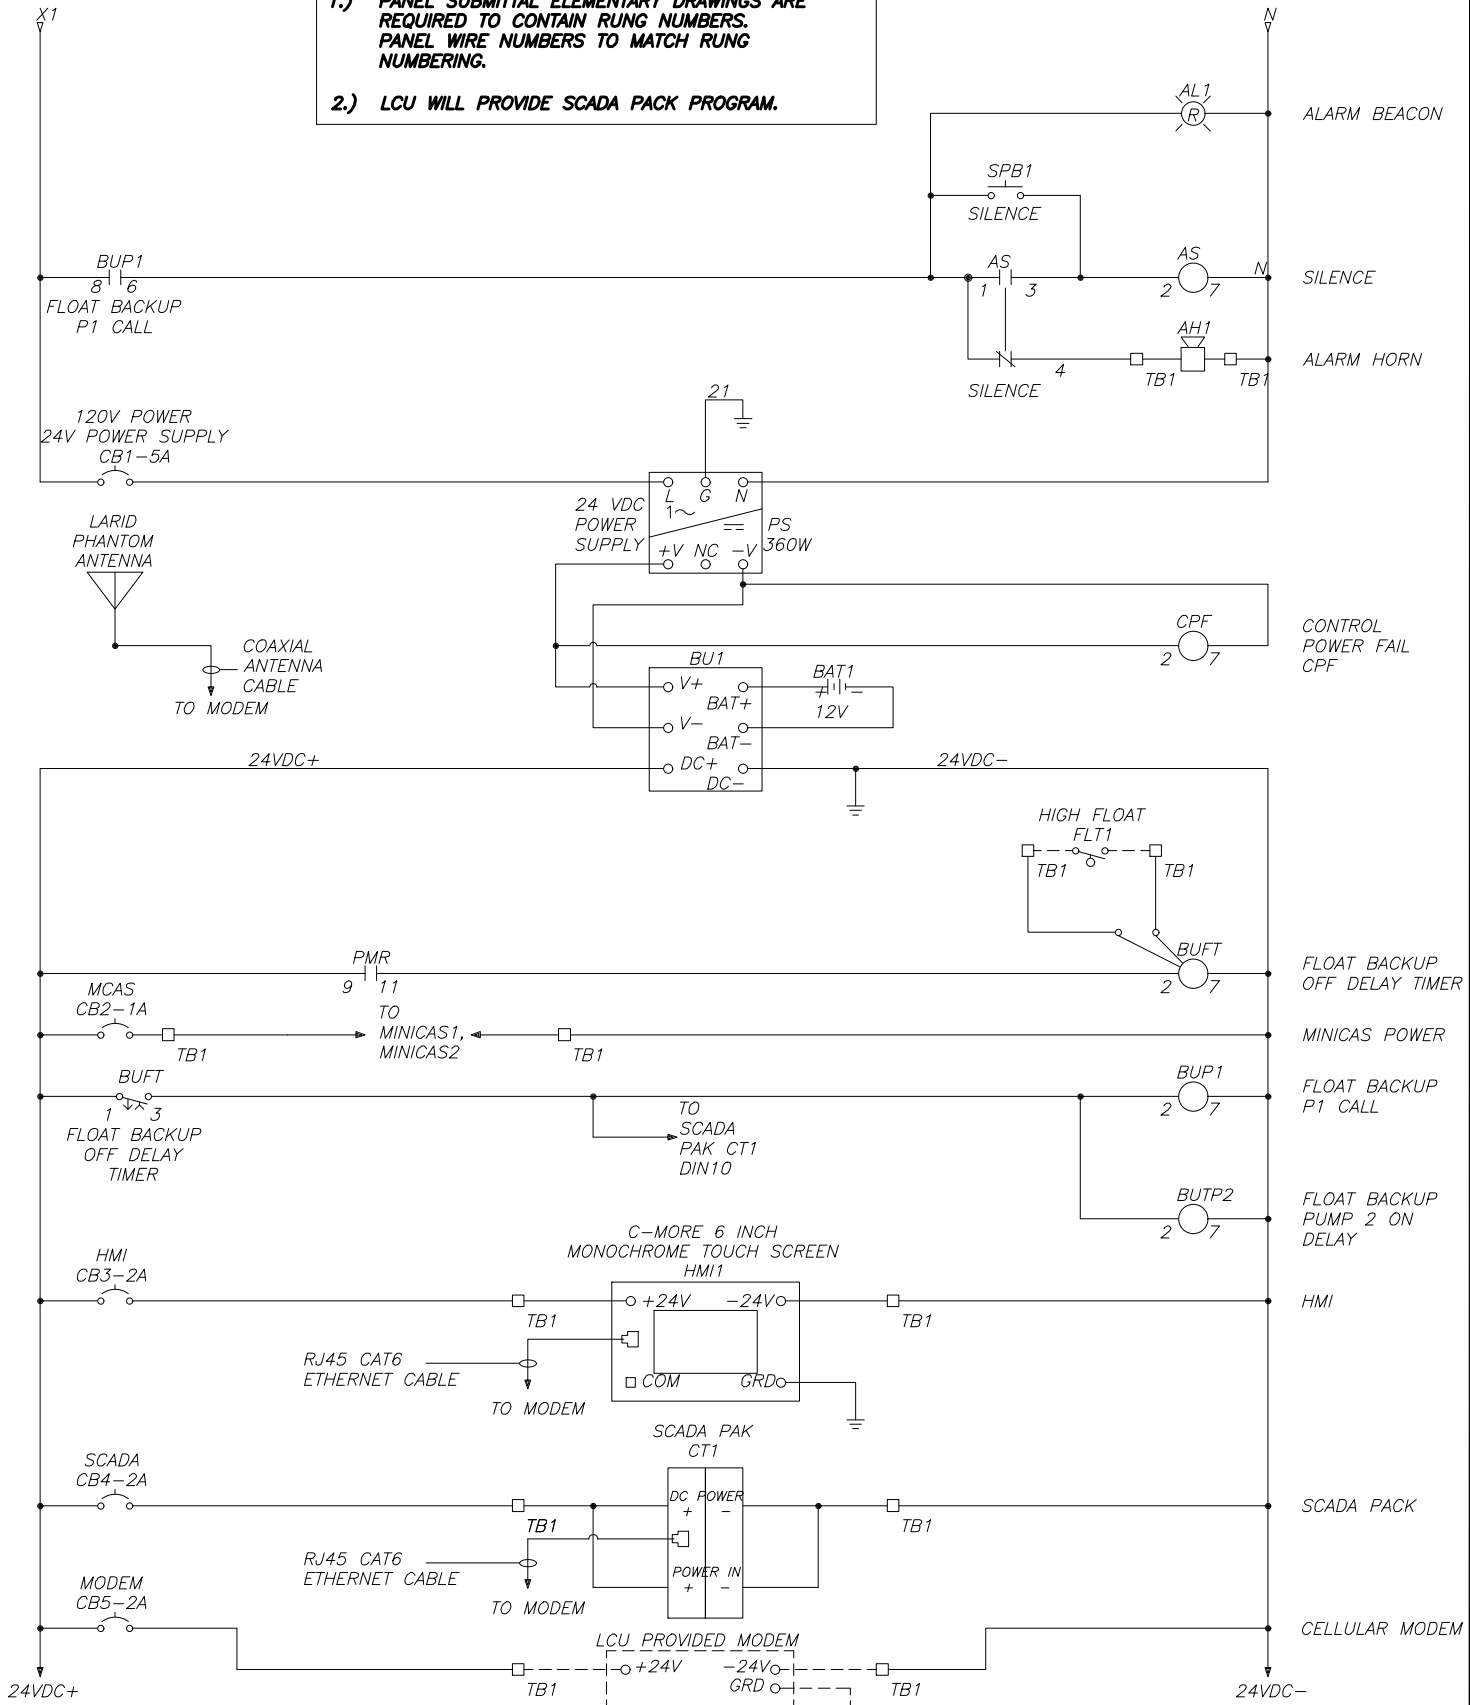 X1
N
1.) PANEL SUBMITTAL ELEMENTARY DRAWINGS ARE
REQUIRED TO CONTAIN RUNG NUMBERS.
PANEL WIRE NUMBERS TO MATCH RUNG
NUMBERING.
2.) LCU WILL PROVIDE SCADA PACK PROGRAM.
AL1
R
ALARM BEACON
SPB1
SILENCE
BUP1
8 6
FLOAT BACKUP
P1 CALL
AS
1 3
AS
2 7
N
SILENCE
AH1
4
TB1
TB1
ALARM HORN
SILENCE
21
120V POWER
24V POWER SUPPLY
CB1-5A
L G N
1~
24 VDC
POWER
SUPPLY
PS
360W
+V NC -V
LARID
PHANTOM
ANTENNA
COAXIAL
ANTENNA
CABLE
TO MODEM
CPF
2 7
CONTROL
POWER FAIL
CPF
BU1
V+
BAT+
V-
BAT-
DC+
DC-
BAT1
+ -
12V
24VDC+
24VDC-
HIGH FLOAT
FLT1
TB1
TB1
PMR
9 11
BUFT
2 7
FLOAT BACKUP
OFF DELAY TIMER
MCAS
CB2-1A
TB1
TO
MINICAS1,
MINICAS2
TB1
MINICAS POWER
BUFT
1 3
FLOAT BACKUP
OFF DELAY
TIMER
TO
SCADA
PAK CT1
DIN10
BUP1
2 7
FLOAT BACKUP
P1 CALL
BUTP2
2 7
FLOAT BACKUP
PUMP 2 ON
DELAY
C-MORE 6 INCH
MONOCHROME TOUCH SCREEN
HMI1
HMI
CB3-2A
TB1
+24V -24V
TB1
HMI
RJ45 CAT6
ETHERNET CABLE
TO MODEM
COM GRD
SCADA PAK
CT1
SCADA
CB4-2A
TB1
DC POWER
+ -
TB1
SCADA PACK
RJ45 CAT6
ETHERNET CABLE
TO MODEM
POWER IN
+ -
MODEM
CB5-2A
CELLULAR MODEM
LCU PROVIDED MODEM
TB1
+24V -24V
GRD
TB1
24VDC+
24VDC-